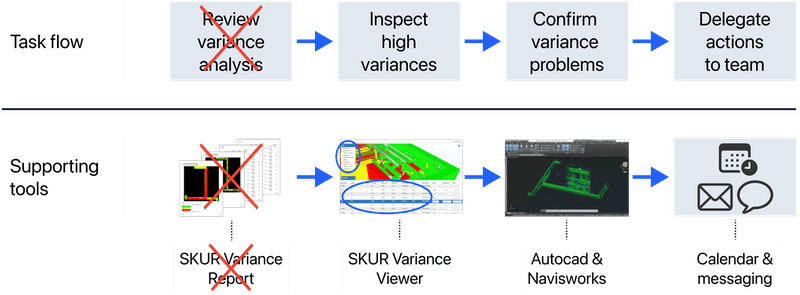 Task flow
Review
variance
analysis
Inspect
high
variances
Confirm
variance
problems
Delegate
actions
to team
Supporting
tools
SKUR Variance
Report
SKUR Variance
Viewer
Autocad &
Navisworks
Calendar &
messaging